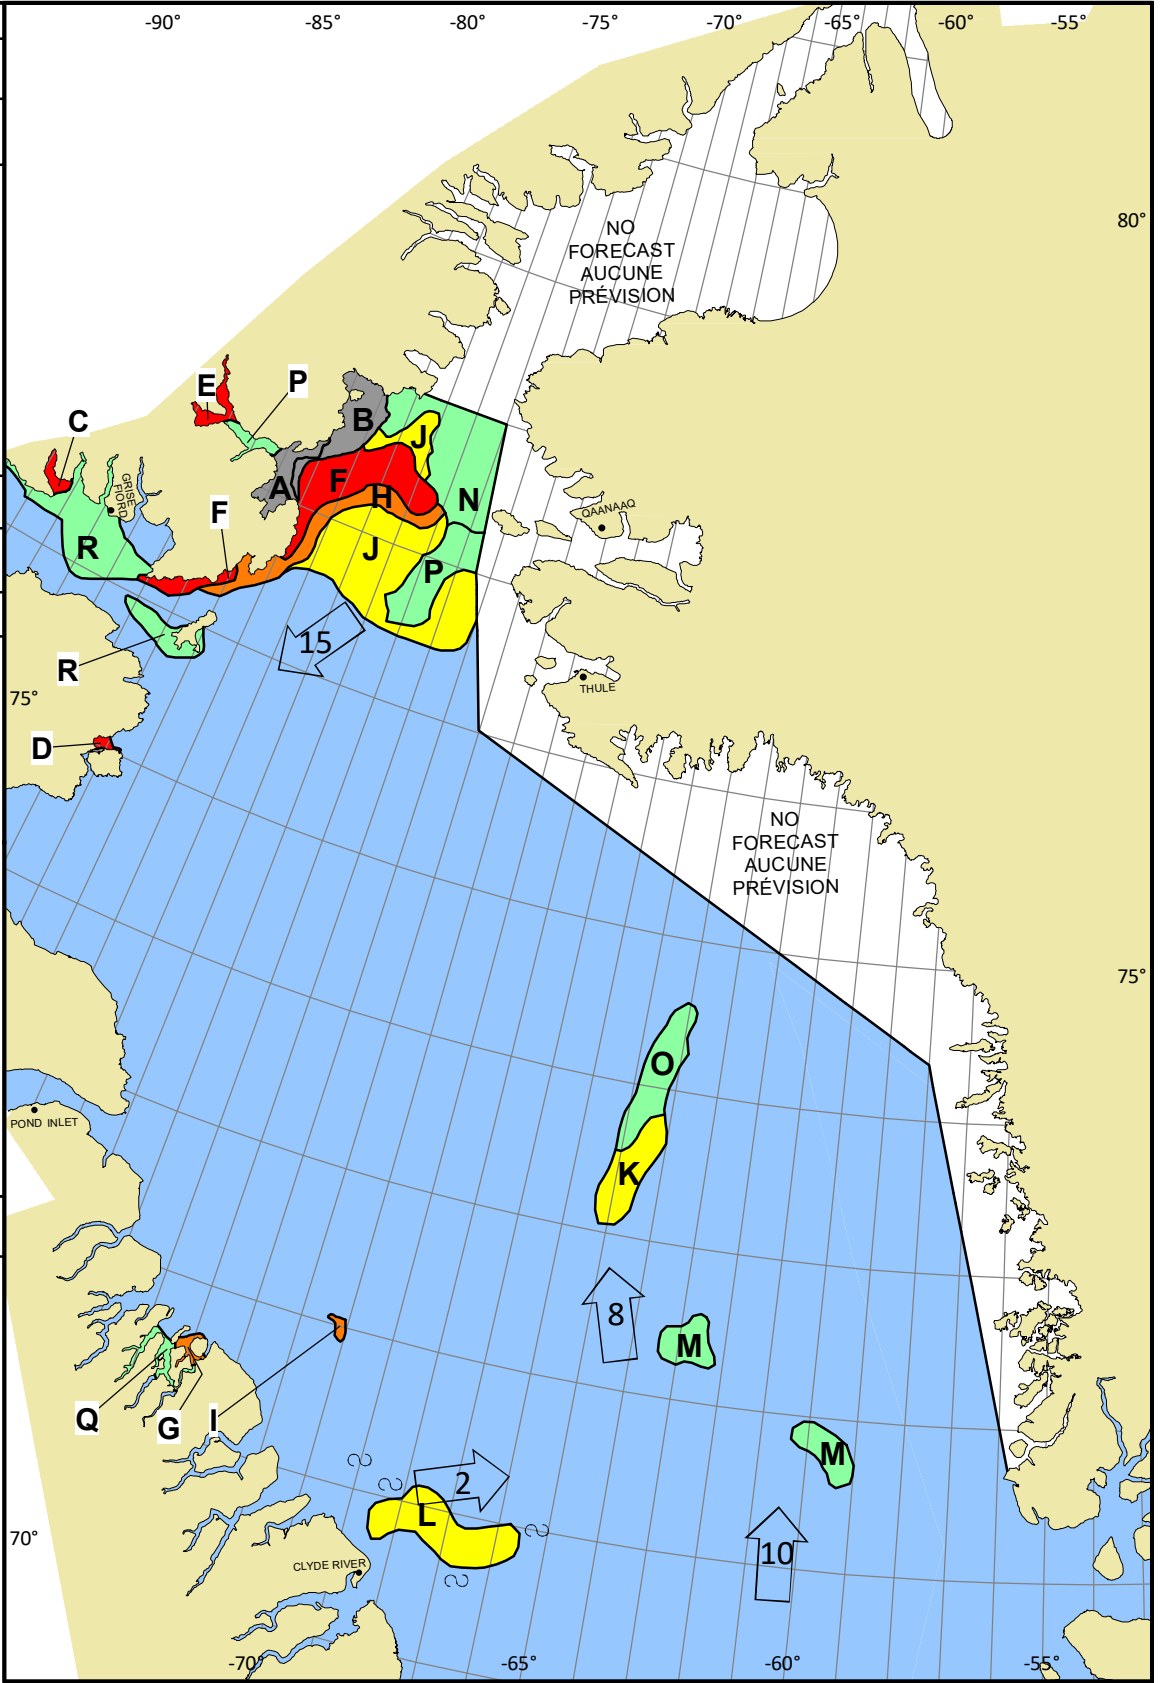 -90°
-85°
-80°
-75°
-70°
-65°
-60°
-55°
80°
NO
FORECAST
AUCUNE
PRÉVISION
E
P
C
B
J
GRISE
FIORD
A
F
H
N
F
QAANAAQ
R
J
P
15
R
THULE
75°
D
NO
FORECAST
AUCUNE
PRÉVISION
75°
O
POND INLET
K
8
M
Q
G
I
M
2
L
70°
10
CLYDE RIVER
-70°
-65°
-60°
-55°